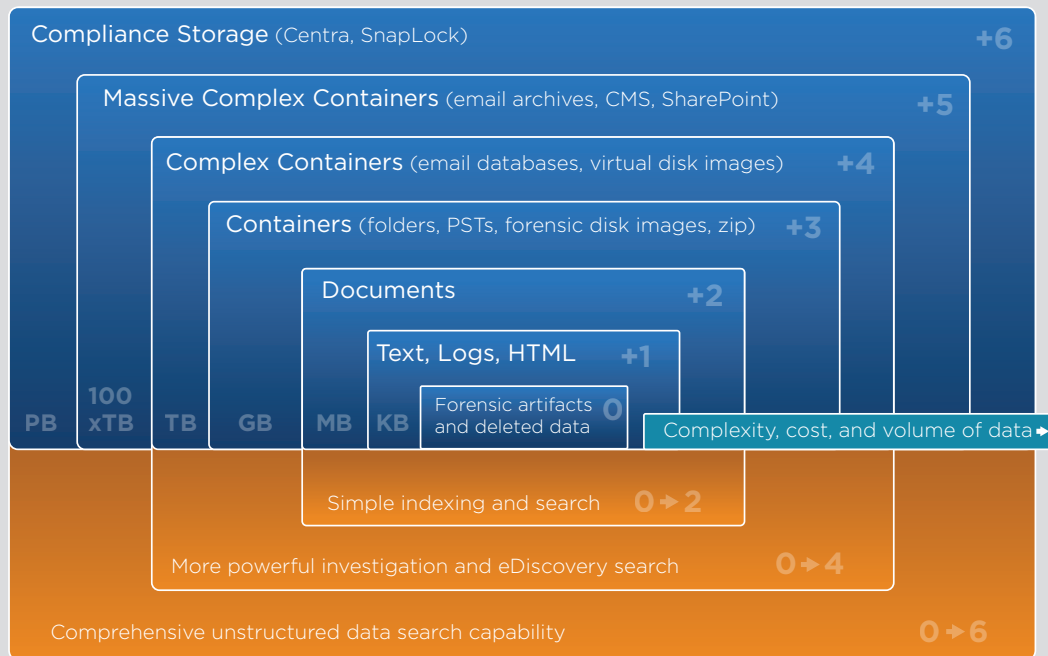 Compliance Storage (Centra, SnapLock) +6
Massive Complex Containers (email archives, CMS, SharePoint) +5
Complex Containers (email databases, virtual disk images) +4
Containers (folders, PSTs, forensic disk images, zip) +3
Documents +2
Text, Logs, HTML +1
Forensic artifacts 0
and deleted data
PB
100
xTB
TB
GB
MB
KB
Complexity, cost, and volume of data
Simple indexing and search 0 → 2
More powerful investigation and eDiscovery search 0 → 4
Comprehensive unstructured data search capability 0 → 6